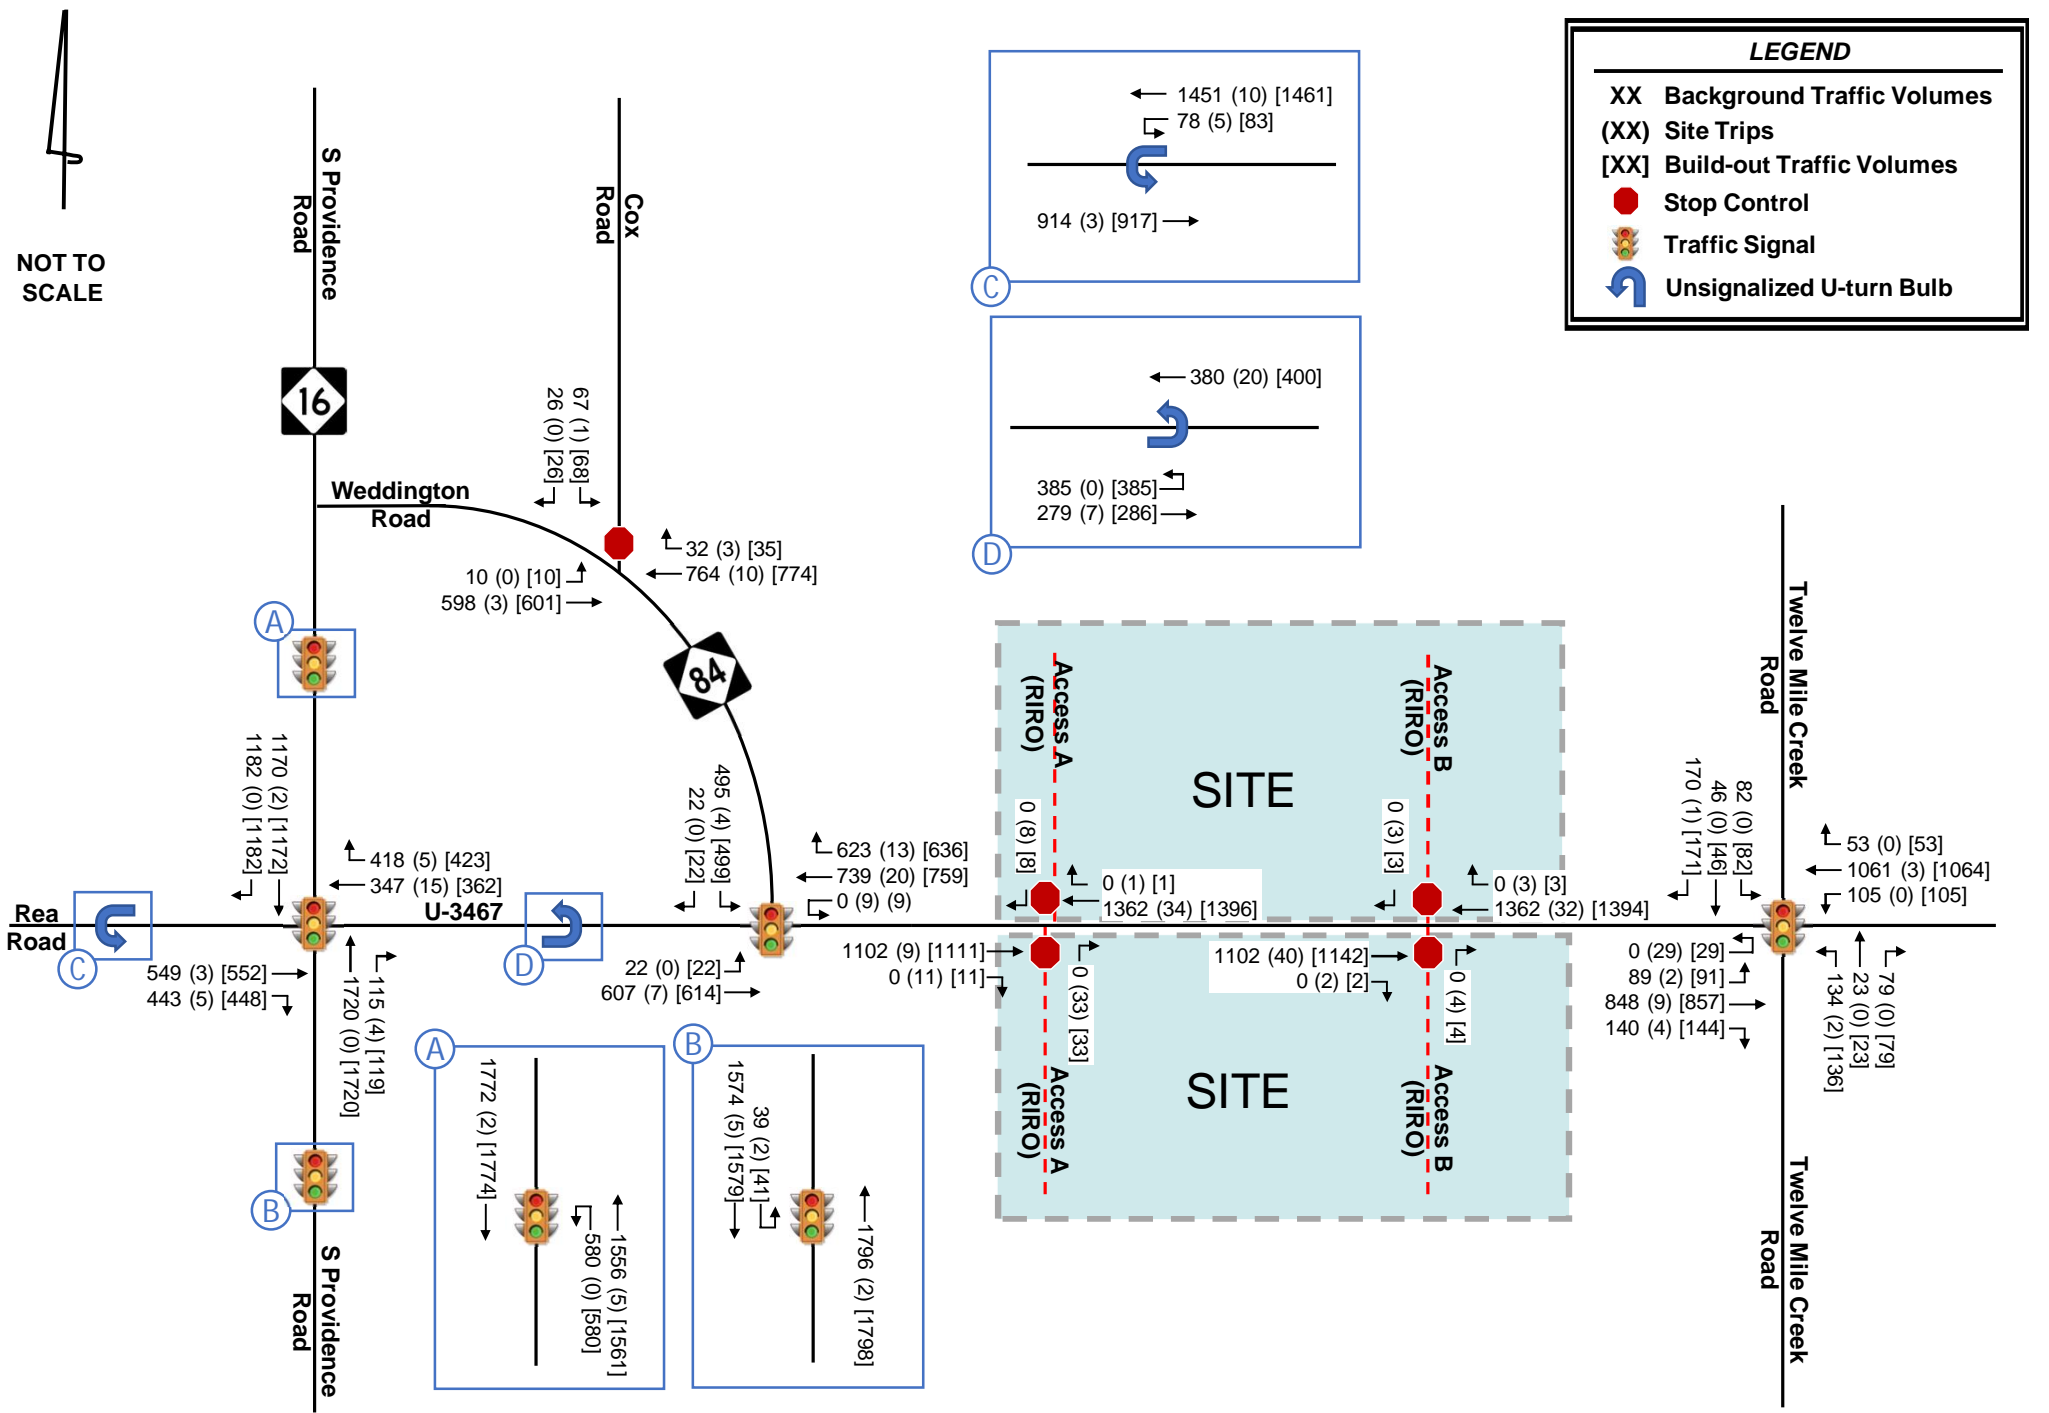 LEGEND
XX Background Traffic Volumes
(XX) Site Trips
[XX] Build-out Traffic Volumes
Stop Control
Traffic Signal
Unsignalized U-turn Bulb
NOT TO
SCALE
S Providence
Road
16
Cox
Road
1451 (10) [1461]
78 (5) [83]
914 (3) [917]
C
380 (20) [400]
385 (0) [385]
279 (7) [286]
D
Weddington
Road
67 (1) [68]
26 (0) [26]
32 (3) [35]
764 (10) [774]
10 (0) [10]
598 (3) [601]
84
A
1170 (2) [1172]
1182 (0) [1182]
418 (5) [423]
347 (15) [362]
U-3467
Rea
Road
C
549 (3) [552]
443 (5) [448]
115 (4) [119]
1720 (0) [1720]
D
495 (4) [499]
22 (0) [22]
623 (13) [636]
739 (20) [759]
0 (9) (9)
22 (0) [22]
607 (7) [614]
Access A
(RIRO)
SITE
Access B
(RIRO)
0 (8) [8]
0 (1) [1]
1362 (34) [1396]
0 (3) [3]
0 (3) [3]
1362 (32) [1394]
1102 (9) [1111]
0 (11) [11]
0 (33) [33]
1102 (40) [1142]
0 (2) [2]
0 (4) [4]
Access A
(RIRO)
SITE
Access B
(RIRO)
Twelve Mile Creek
Road
82 (0) [82]
46 (0) [46]
170 (1) [171]
53 (0) [53]
1061 (3) [1064]
105 (0) [105]
0 (29) [29]
89 (2) [91]
848 (9) [857]
140 (4) [144]
79 (0) [79]
23 (0) [23]
134 (2) [136]
Twelve Mile Creek
Road
B
S Providence
Road
A
1772 (2) [1774]
1556 (5) [1561]
580 (0) [580]
B
39 (2) [41]
1574 (5) [1579]
1796 (2) [1798]